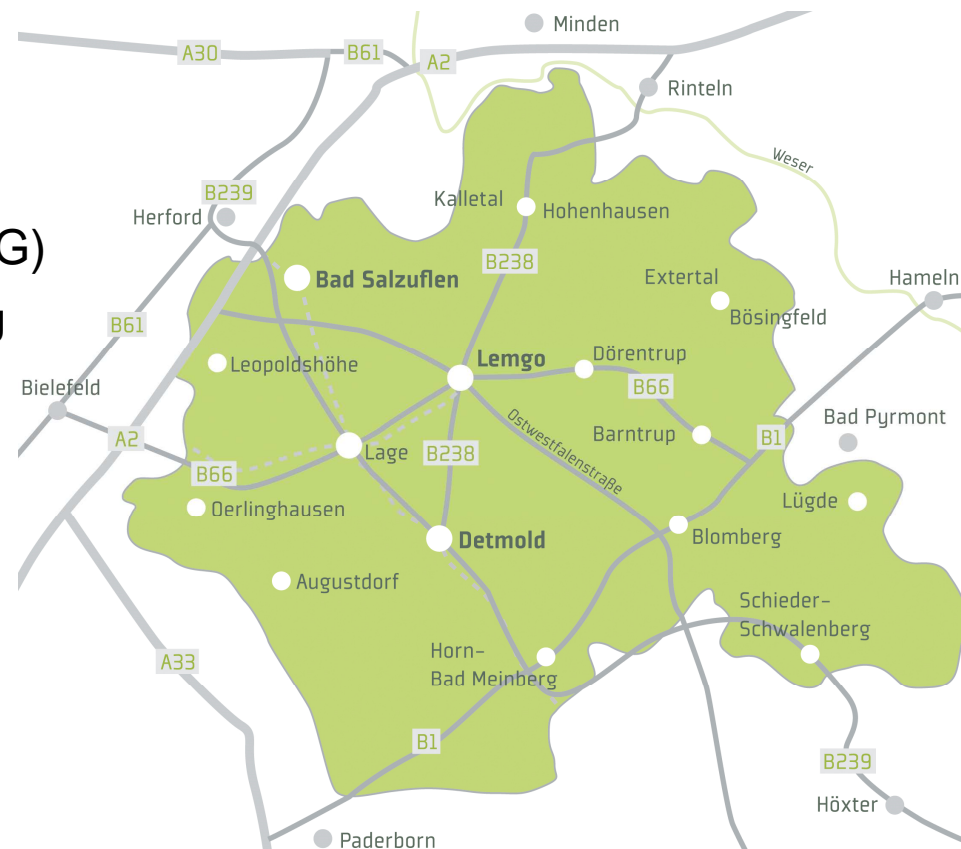 Minden
A30
B61
A2
Rinteln
Weser
B239
Kalletal
Herford
Hohenhausen
G)
B238
Bad Salzuflen
Extertal
Hameln
g
B61
Bösingfeld
Lemgo
Dörentrup
Leopoldshöhe
Bielefeld
B66
Ostwestfalenstraße
Bad Pyrmont
A2
Barntrup
B1
Lage
B238
B66
Lügde
Oerlinghausen
Blomberg
Detmold
Augustdorf
Schieder-
Schwalenberg
Horn-
Bad Meinberg
A33
B1
B239
Höxter
Paderborn